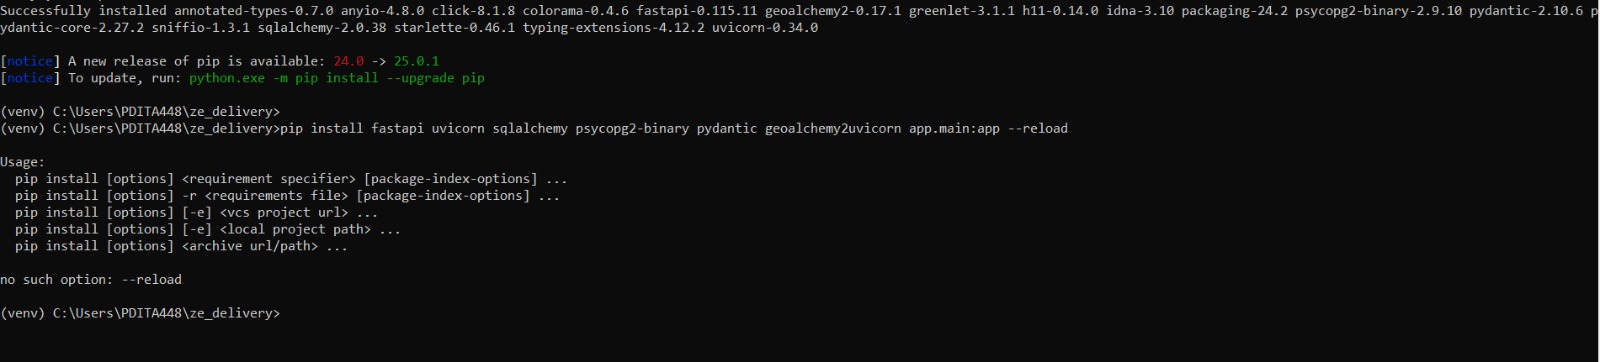 Successfully installed annotated-types-0.7.0 anyio-4.8.0 click-8.1.8 colorama-0.4.6 fastapi-0.115.11 geoalchemy2-0.17.1 greenlet-3.1.1 h11-0.14.0 idna-3.10 packaging-24.2 psycopg2-binary-2.9.10 pydantic-2.10.6 p
ydantic-core-2.27.2 sniffio-1.3.1 sqlalchemy-2.0.38 starlette-0.46.1 typing-extensions-4.12.2 uvicorn-0.34.0
[notice] A new release of pip is available: 24.0 -> 25.0.1
[notice] To update, run: python.exe -m pip install --upgrade pip
(venv) C:\Users\PDITA448\ze_delivery>
(venv) C:\Users\PDITA448\ze_delivery>pip install fastapi uvicorn sqlalchemy psycopg2-binary pydantic geoalchemy2uvicorn app.main:app --reload
Usage:
  pip install [options] <requirement specifier> [package-index-options] ...
  pip install [options] -r <requirements file> [package-index-options] ...
  pip install [options] [-e] <vcs project url> ...
  pip install [options] [-e] <local project path> ...
  pip install [options] <archive url/path> ...
no such option: --reload
(venv) C:\Users\PDITA448\ze_delivery>